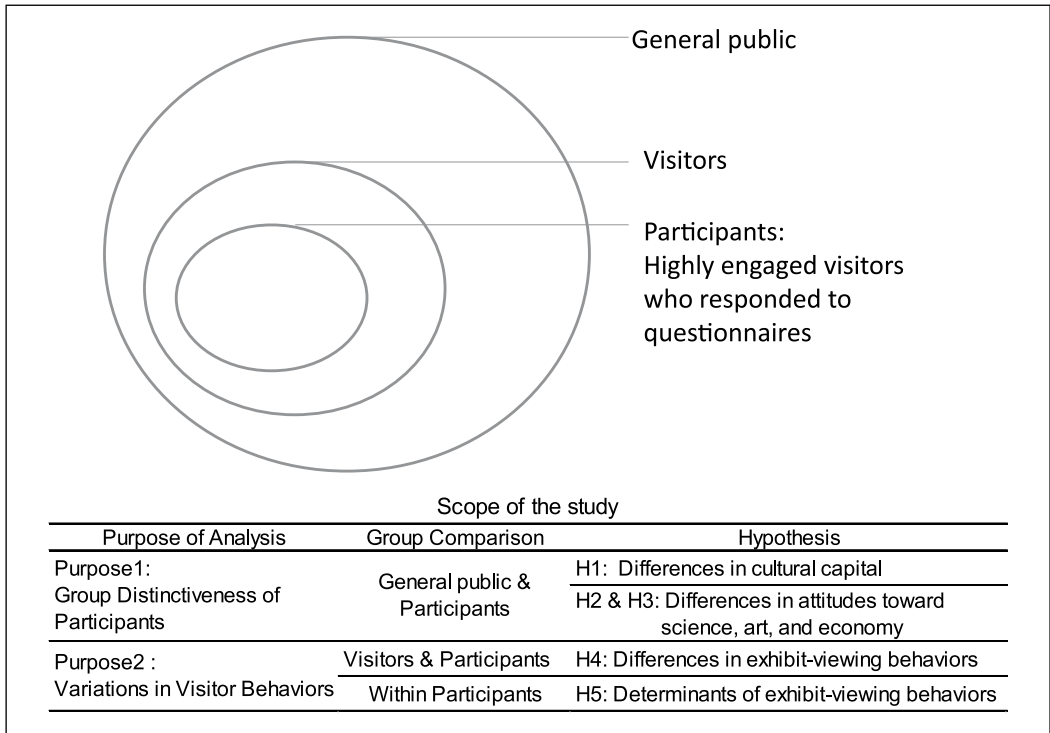 General public
Visitors
Participants:
Highly engaged visitors
who responded to
questionnaires
Scope of the study
Purpose of Analysis Group Comparison Hypothesis
Purpose1:
Group Distinctiveness of
Participants
General public &
Participants
H1: Differences in cultural capital
H2 & H3: Differences in attitudes toward
science, art, and economy
Purpose2 :
Variations in Visitor Behaviors
Visitors & Participants
H4: Differences in exhibit-viewing behaviors
Within Participants
H5: Determinants of exhibit-viewing behaviors